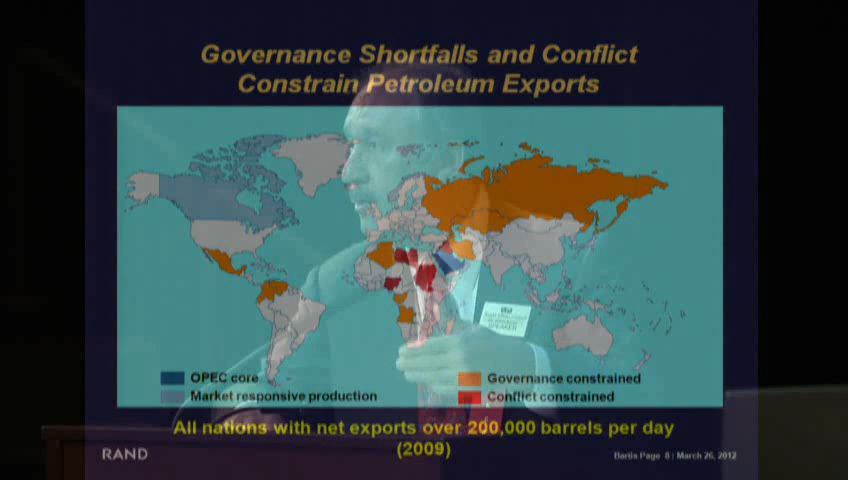 Governance Shortfalls and Conflict
Constrain Petroleum Exports
OPEC core
Market responsive production
Governance constrained
Conflict constrained
All nations with net exports over 200,000 barrels per day
(2009)
RAND
Bartis Page 8 | March 26, 2012
SPEAKER